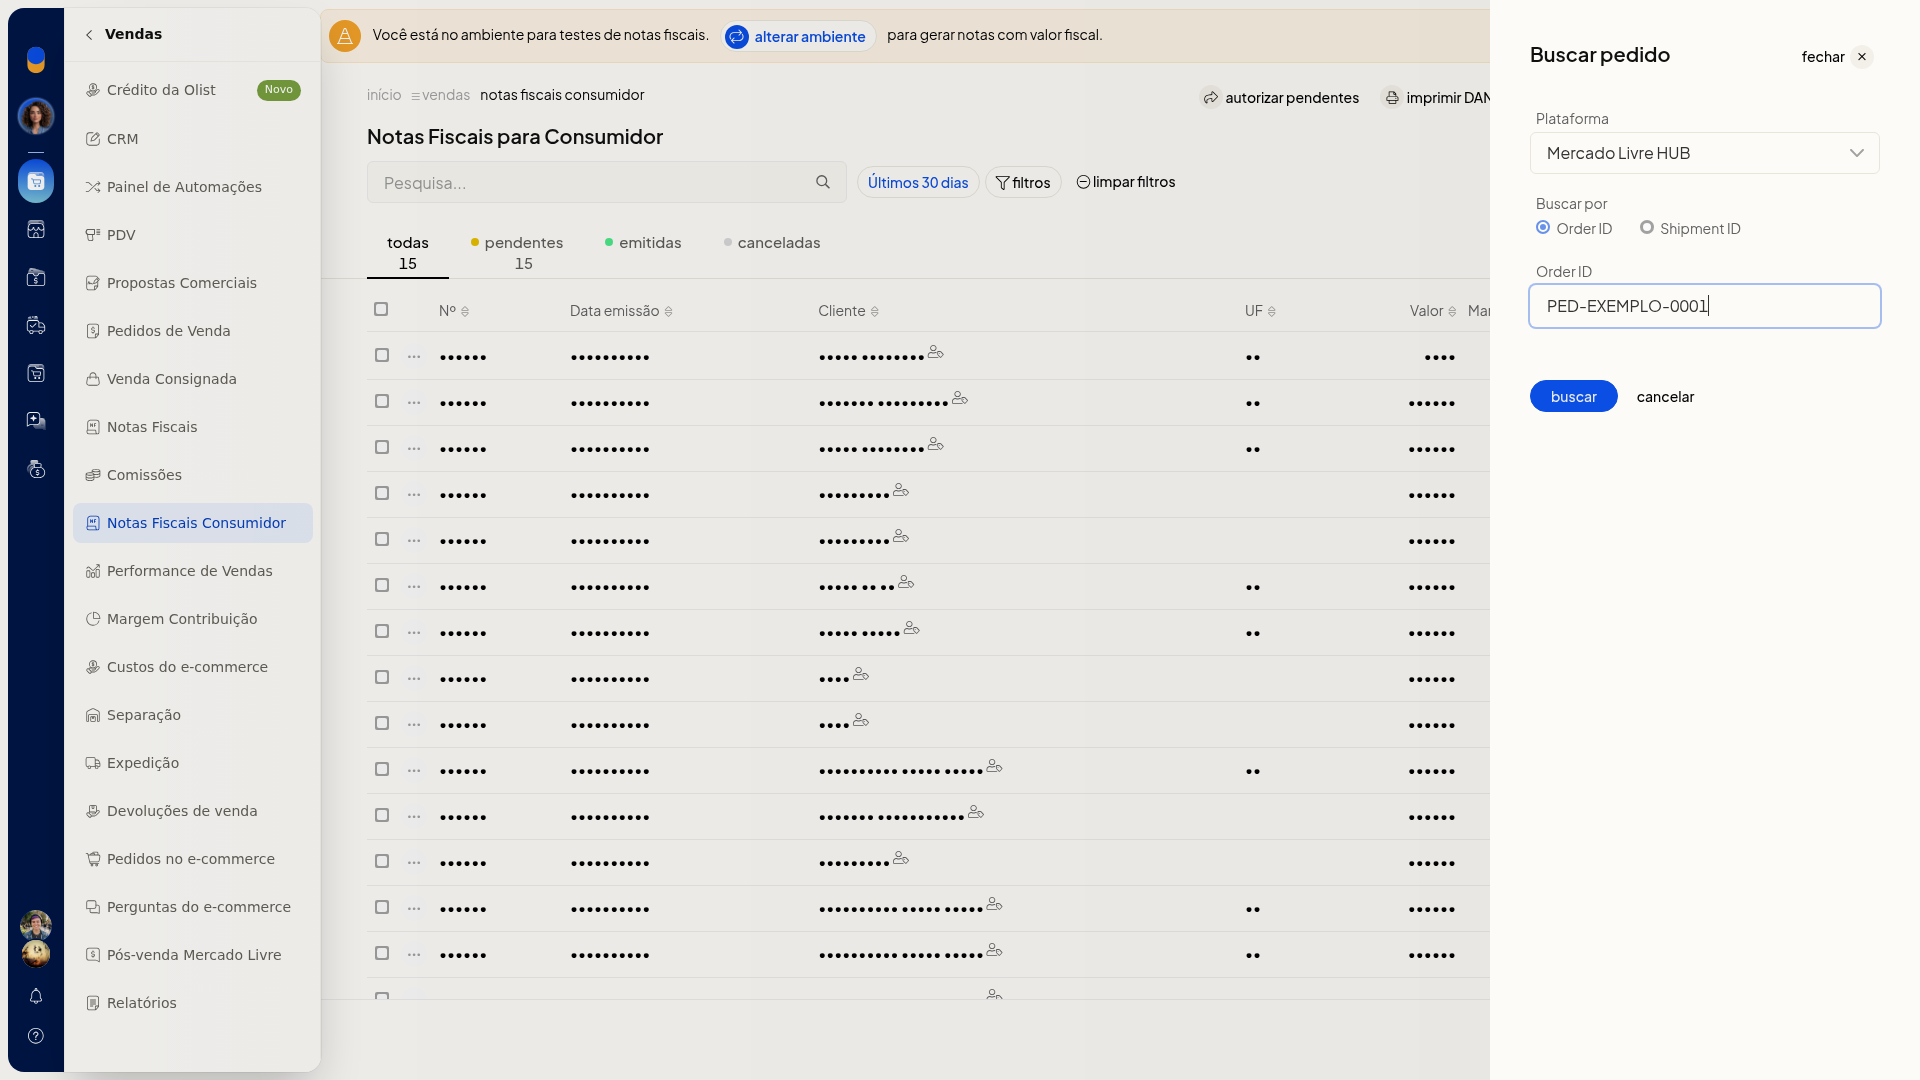 Vendas
Crédito da Olist Novo
CRM
Painel de Automações
PDV
Propostas Comerciais
Pedidos de Venda
Venda Consignada
Notas Fiscais
Comissões
Notas Fiscais Consumidor
Performance de Vendas
Margem Contribuição
Custos do e-commerce
Separação
Expedição
Devoluções de venda
Pedidos no e-commerce
Perguntas do e-commerce
Pós-venda Mercado Livre
Relatórios
Você está no ambiente para testes de notas fiscais. alterar ambiente para gerar notas com valor fiscal.
início vendas notas fiscais consumidor
autorizar pendentes imprimir DAN
Notas Fiscais para Consumidor
Pesquisa... Últimos 30 dias filtros limpar filtros
todas pendentes emitidas canceladas
15 15
Nº Data emissão Cliente UF Valor Mar
Buscar pedido fechar
Plataforma
Mercado Livre HUB
Buscar por
Order ID Shipment ID
Order ID
PED-EXEMPLO-0001
buscar cancelar